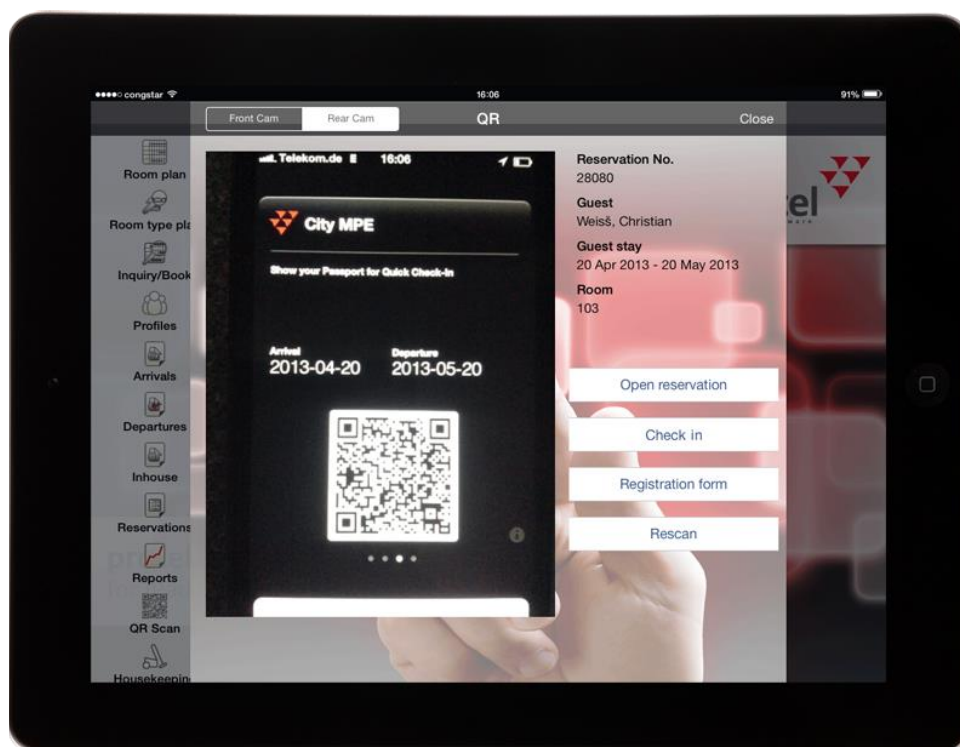 congstar 16:06 91%
Front Cam Rear Cam QR Close
Room plan
Room type pla
Inquiry/Book
Profiles
Arrivals
Departures
Inhouse
Reservations
Reports
QR Scan
Housekeepin
Telekom.de E 16:06
City MPE
Show your Passport for Quick Check-In
Arrival Departure
2013-04-20 2013-05-20
Reservation No.
28080
Guest
Weisš, Christian
Guest stay
20 Apr 2013 - 20 May 2013
Room
103
Open reservation
Check in
Registration form
Rescan